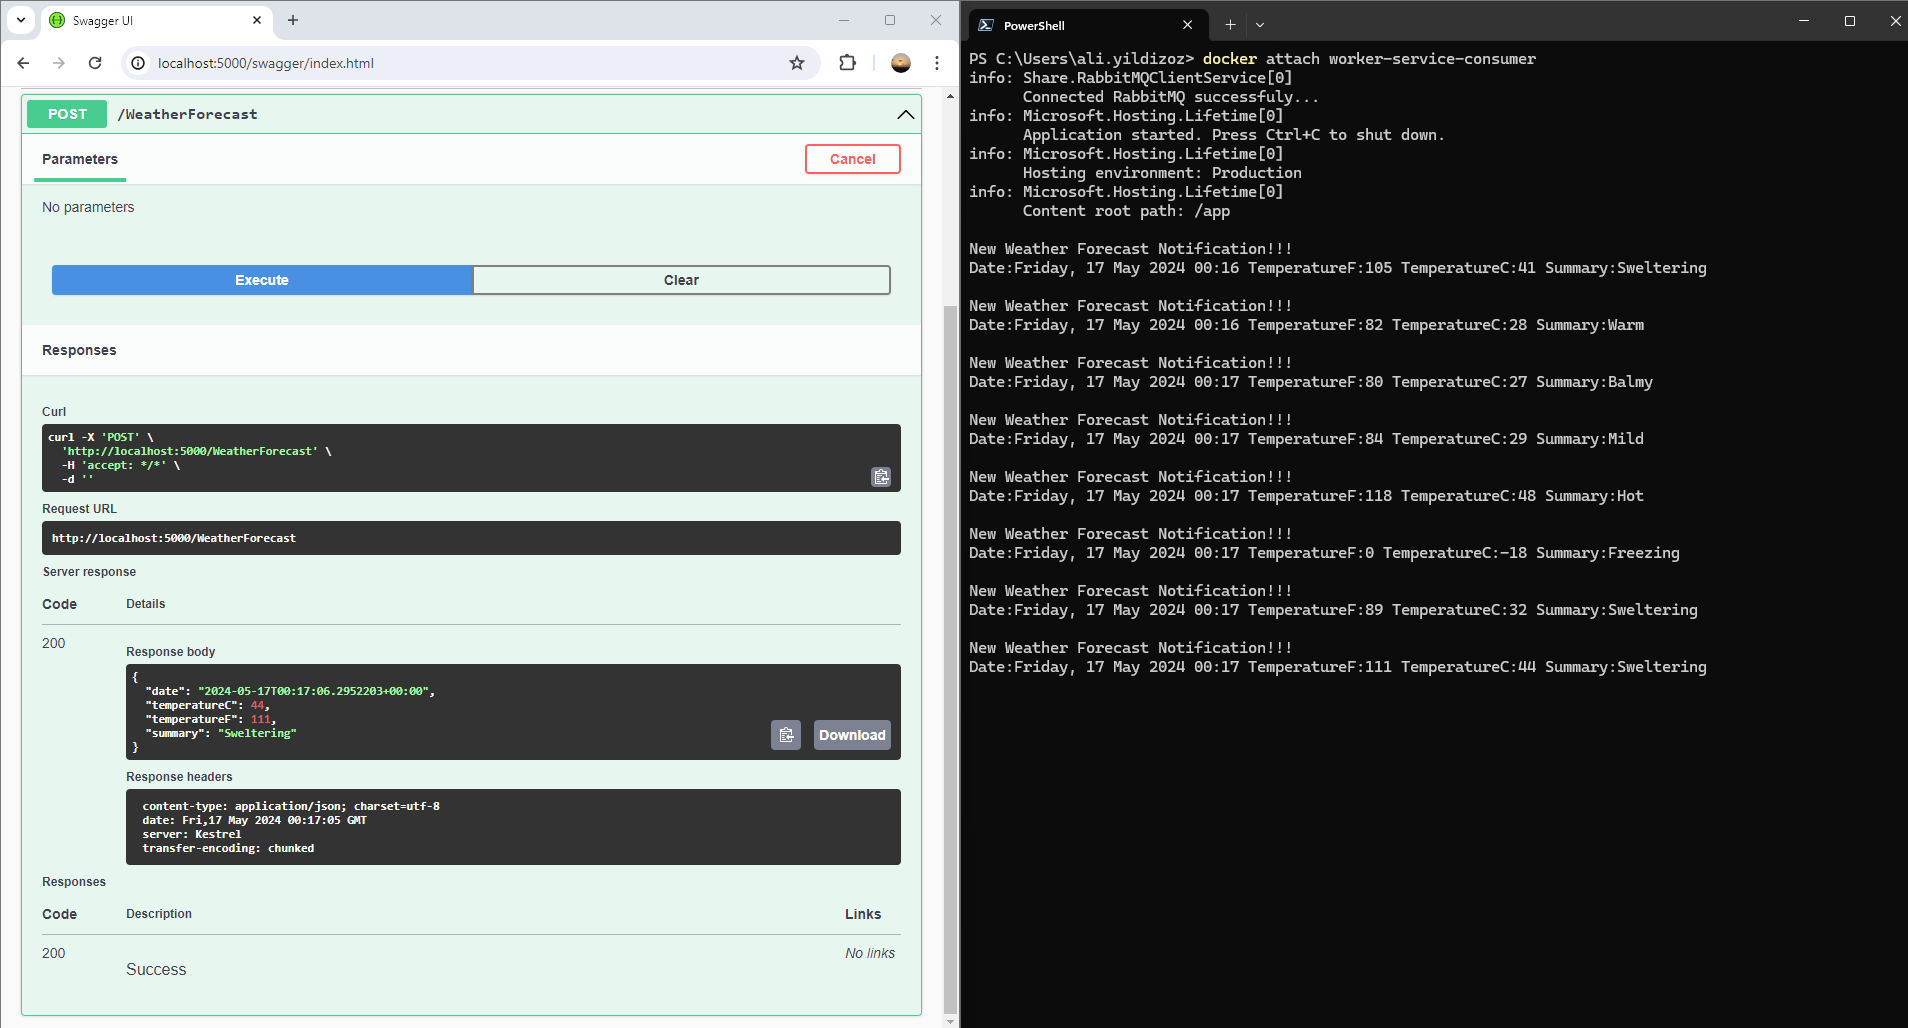 Swagger UI
localhost:5000/swagger/index.html
POST /WeatherForecast
Parameters
Cancel
No parameters
Execute
Clear
Responses
Curl
curl -X 'POST' \
'http://localhost:5000/WeatherForecast' \
-H 'accept: */*' \
-d ''
Request URL
http://localhost:5000/WeatherForecast
Server response
Code Details
200
Response body
{
"date": "2024-05-17T00:17:06.2952203+00:00",
"temperatureC": 44,
"temperatureF": 111,
"summary": "Sweltering"
}
Download
Response headers
content-type: application/json; charset=utf-8
date: Fri,17 May 2024 00:17:05 GMT
server: Kestrel
transfer-encoding: chunked
Responses
Code Description Links
200
Success
No links
PowerShell
PS C:\Users\ali.yildizoz> docker attach worker-service-consumer
info: Share.RabbitMQClientService[0]
Connected RabbitMQ successfuly...
info: Microsoft.Hosting.Lifetime[0]
Application started. Press Ctrl+C to shut down.
info: Microsoft.Hosting.Lifetime[0]
Hosting environment: Production
info: Microsoft.Hosting.Lifetime[0]
Content root path: /app
New Weather Forecast Notification!!!
Date:Friday, 17 May 2024 00:16 TemperatureF:105 TemperatureC:41 Summary:Sweltering
New Weather Forecast Notification!!!
Date:Friday, 17 May 2024 00:16 TemperatureF:82 TemperatureC:28 Summary:Warm
New Weather Forecast Notification!!!
Date:Friday, 17 May 2024 00:17 TemperatureF:80 TemperatureC:27 Summary:Balmy
New Weather Forecast Notification!!!
Date:Friday, 17 May 2024 00:17 TemperatureF:84 TemperatureC:29 Summary:Mild
New Weather Forecast Notification!!!
Date:Friday, 17 May 2024 00:17 TemperatureF:118 TemperatureC:48 Summary:Hot
New Weather Forecast Notification!!!
Date:Friday, 17 May 2024 00:17 TemperatureF:0 TemperatureC:-18 Summary:Freezing
New Weather Forecast Notification!!!
Date:Friday, 17 May 2024 00:17 TemperatureF:89 TemperatureC:32 Summary:Sweltering
New Weather Forecast Notification!!!
Date:Friday, 17 May 2024 00:17 TemperatureF:111 TemperatureC:44 Summary:Sweltering